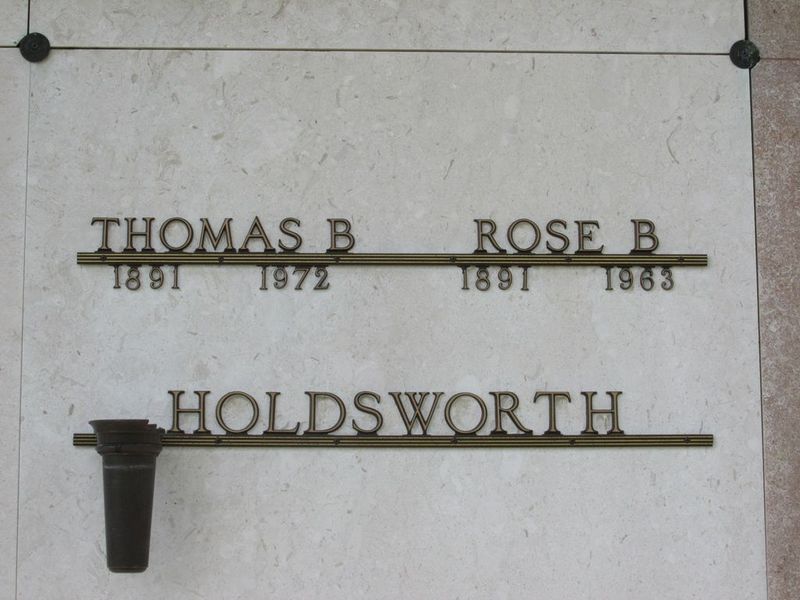 THOMAS B ROSE B
1891 1972 1891 1963
HOLDSWORTH